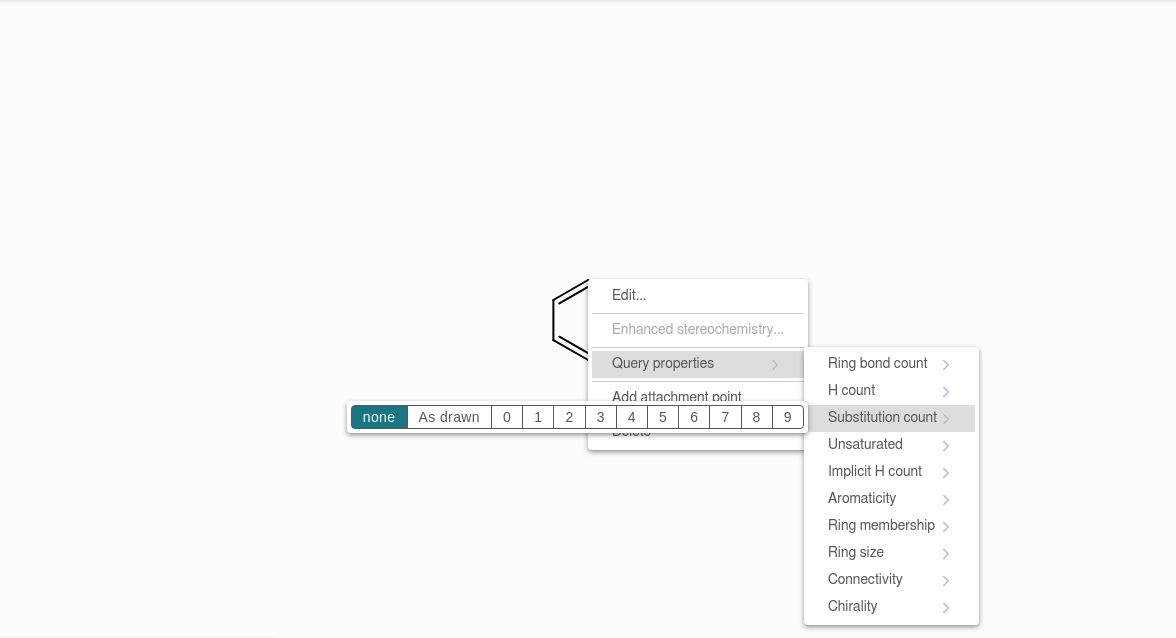 Edit...
Enhanced stereochemistry...
Query properties
Add attachment point
Delete
none As drawn 0 1 2 3 4 5 6 7 8 9
Ring bond count
H count
Substitution count
Unsaturated
Implicit H count
Aromaticity
Ring membership
Ring size
Connectivity
Chirality